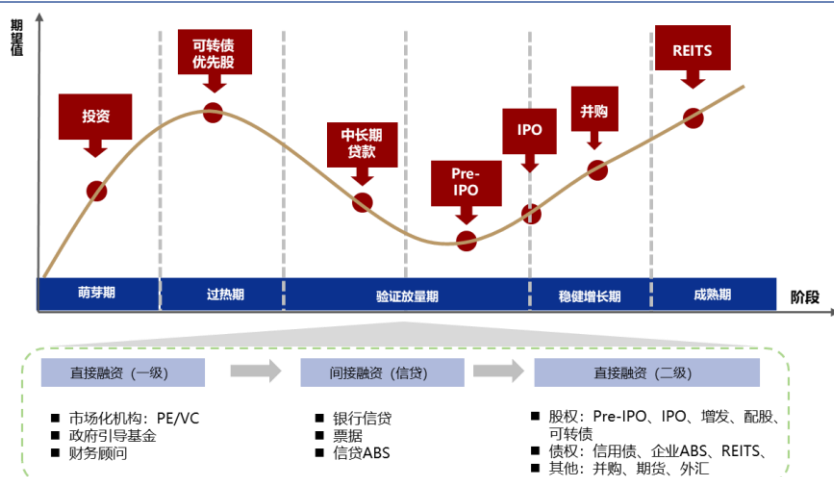 期望值
投资
可转债
优先股
中长期
贷款
Pre-
IPO
IPO
并购
REITS
萌芽期
过热期
验证放量期
稳健增长期
成熟期
阶段
直接融资（一级）
间接融资（信贷）
直接融资（二级）
■ 市场化机构：PE/VC
■ 政府引导基金
■ 财务顾问
■ 银行信贷
■ 票据
■ 信贷ABS
■ 股权：Pre-IPO、IPO、增发、配股、
可转债
■ 债权：信用债、企业ABS、REITS、
■ 其他：并购、期货、外汇